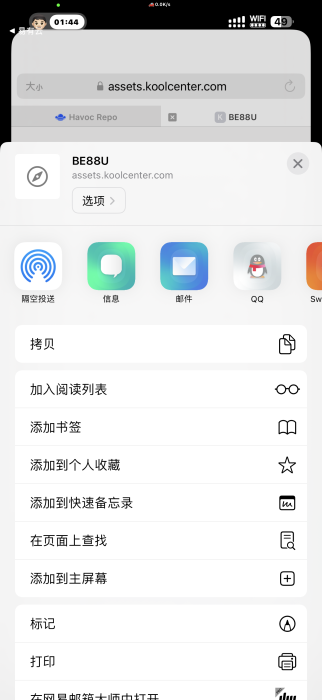 0.0K/s
01:44
WiFi
49
大小
assets.koolcenter.com
Havoc Repo
K
BE88U
BE88U
assets.koolcenter.com
选项
隔空投送
信息
邮件
QQ
Sw
拷贝
加入阅读列表
添加书签
添加到个人收藏
添加到快速备忘录
在页面上查找
添加到主屏幕
标记
打印
在网易邮箱大师中打开